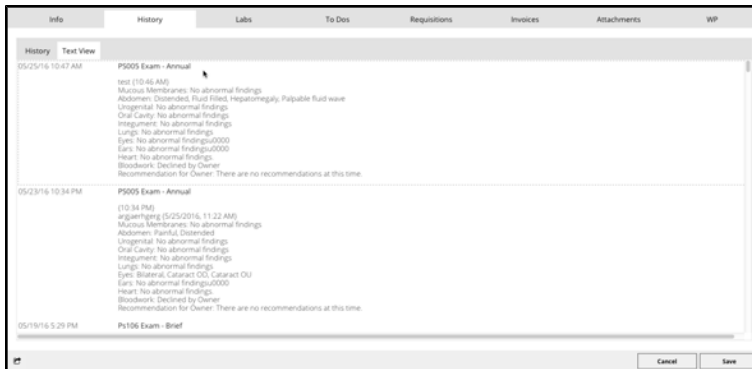 Info History Labs To Dos Requisitions Invoices Attachments WP
History Text View
05/25/16 10:47 AM PS005 Exam - Annual
test (10:46 AM)
Mucous Membranes: No abnormal findings
Abdomen: Distended, Fluid Filled, Hepatomegaly, Palpable fluid wave
Urogenital: No abnormal findings
Oral Cavity: No abnormal findings
Integument: No abnormal findings
Lungs: No abnormal findings
Eyes: No abnormal findingsu0000
Ears: No abnormal findingsu0000
Heart: No abnormal findings
Bloodwork: Declined by Owner
Recommendation for Owner: There are no recommendations at this time.
05/23/16 10:34 PM PS005 Exam - Annual
(10:34 PM)
arguerhgerg (5/25/2016, 11:22 AM)
Mucous Membranes: No abnormal findings
Abdomen: Painful, Distended
Urogenital: No abnormal findings
Oral Cavity: No abnormal findings
Integument: No abnormal findings
Lungs: No abnormal findings
Eyes: Bilateral, Cataract OD, Cataract OU
Ears: No abnormal findingsu0000
Heart: No abnormal findings
Bloodwork: Declined by Owner
Recommendation for Owner: There are no recommendations at this time.
05/19/16 5:29 PM Ps106 Exam - Brief
Cancel Save